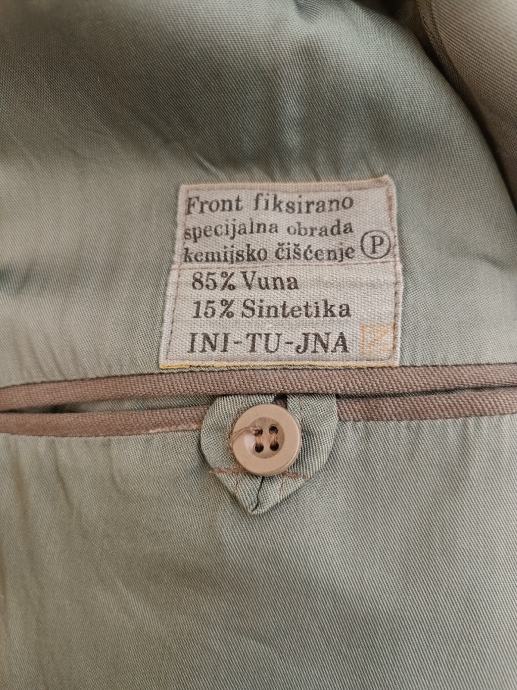 Front fiksirano
specijalna obrada
kemijsko čišćenje P
85% Vuna
15% Sintetika
INI-TU-JNA